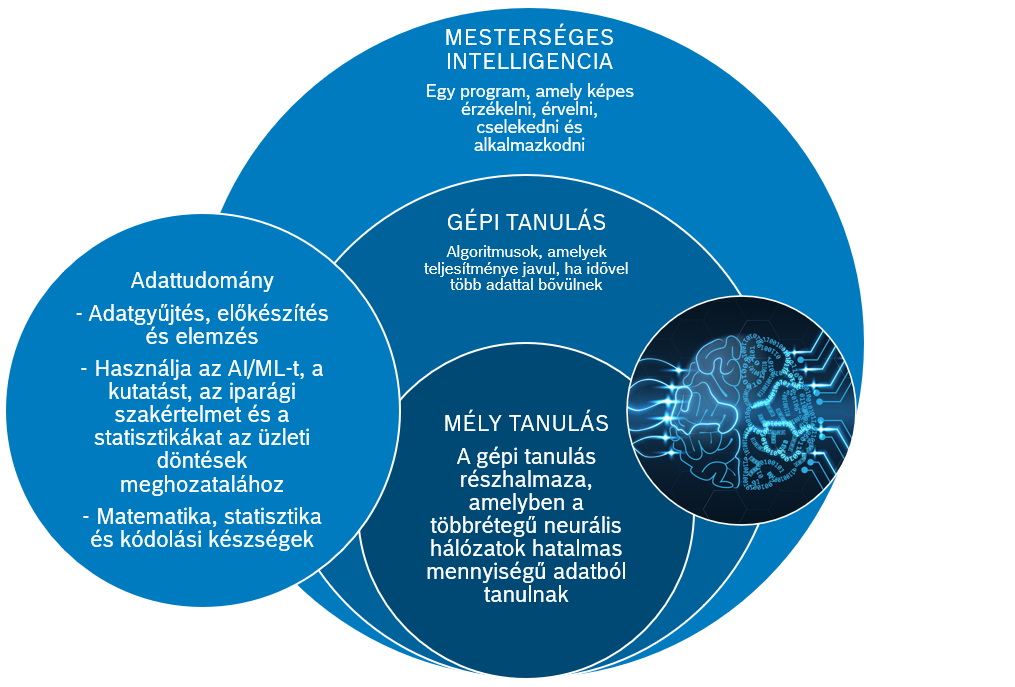 MESTERSÉGES
INTELLIGENCIA
Egy program, amely képes
érzékelni, érvelni,
cselekedni és
alkalmazkodni
GÉPI TANULÁS
Algoritmusok, amelyek
teljesítménye javul, ha idővel
több adattal bővülnek
Adattudomány
- Adatgyűjtés, előkészítés
és elemzés
- Használja az AI/ML-t, a
kutatást, az iparági
szakértelmet és a
statisztikákat az üzleti
döntések
meghozatalához
- Matematika, statisztika
és kódolási készségek
MÉLY TANULÁS
A gépi tanulás
részhalmaza,
amelyben a
többrétegű neurális
hálózatok hatalmas
mennyiségű adatból
tanulnak